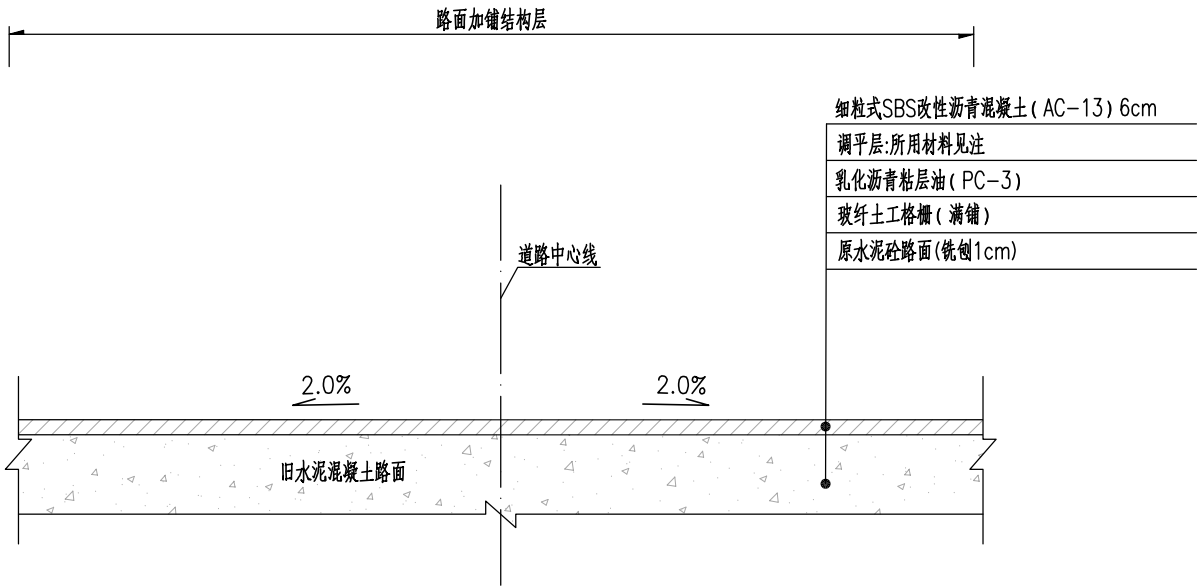 路面加铺结构层
细粒式SBS改性沥青混凝土(AC-13)6cm
调平层:所用材料见注
乳化沥青粘层油(PC-3)
玻纤土工格栅(满铺)
原水泥砼路面(铣刨1cm)
道路中心线
2.0%
2.0%
旧水泥混凝土路面